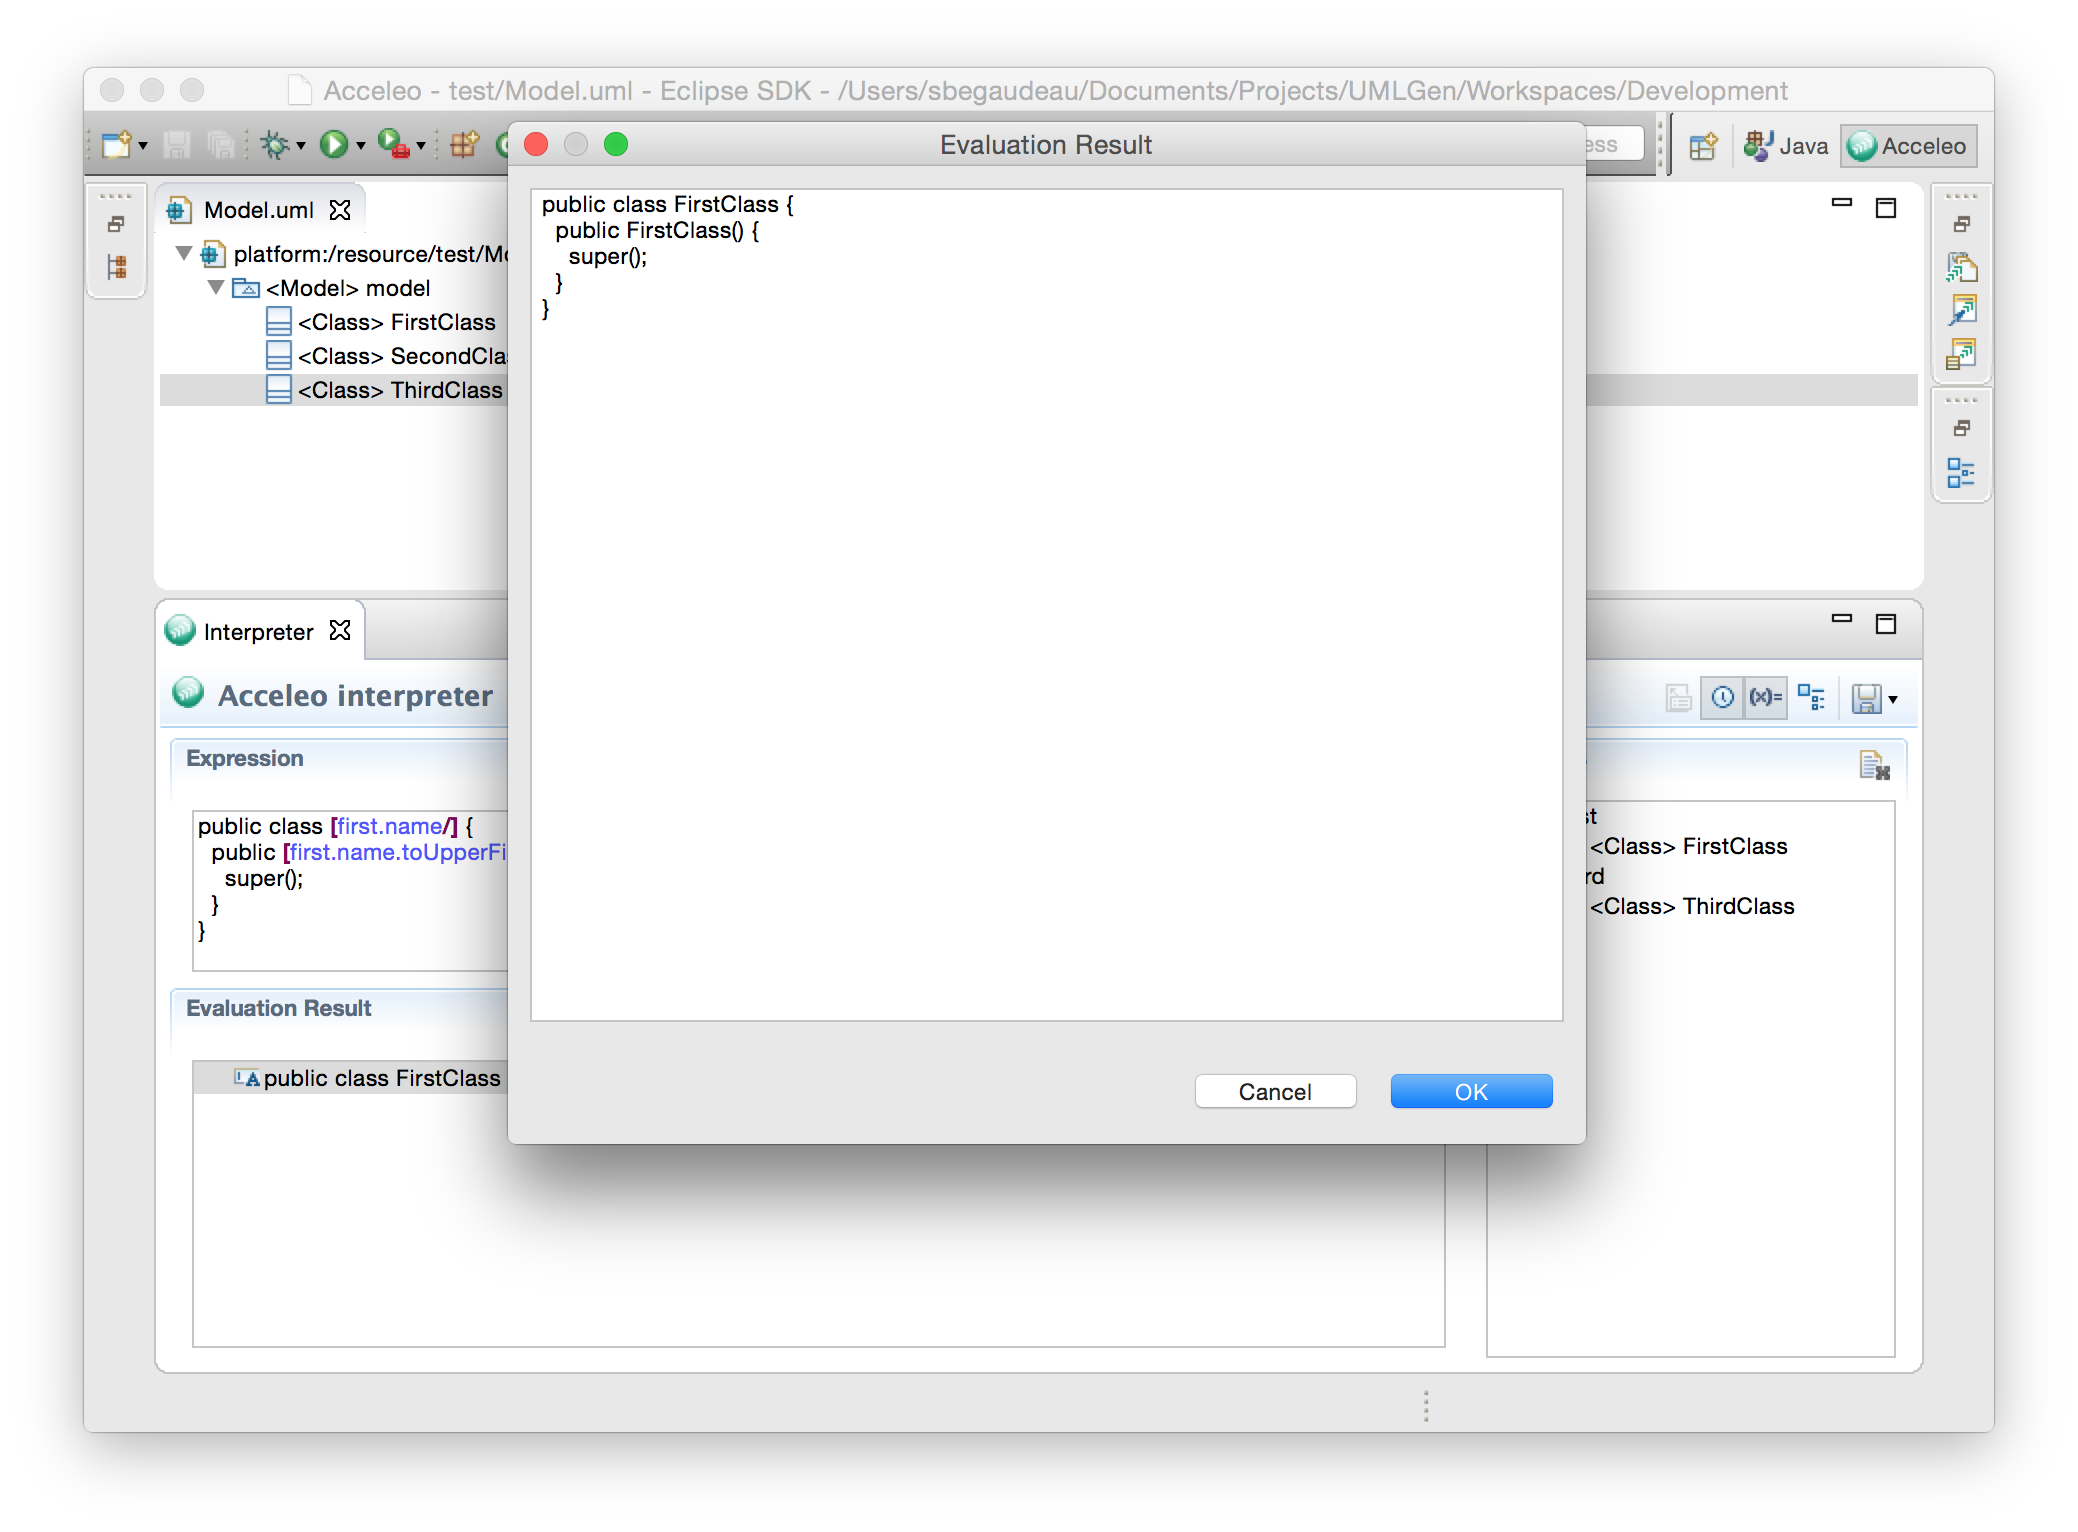 Acceleo - test/Model.uml - Eclipse SDK - /Users/sbegaudeau/Documents/Projects/UMLGen/Workspaces/Development
Java
Acceleo
Model.uml
platform:/resource/test/Mo
<Model> model
<Class> FirstClass
<Class> SecondClas
<Class> ThirdClass
Evaluation Result
public class FirstClass {
public FirstClass() {
super();
}
}
Cancel
OK
Interpreter
Acceleo interpreter
(x)=
Expression
public class [first.name/] {
public [first.name.toUpperFi
super();
}
}
Evaluation Result
public class FirstClass
<Class> FirstClass
<Class> ThirdClass